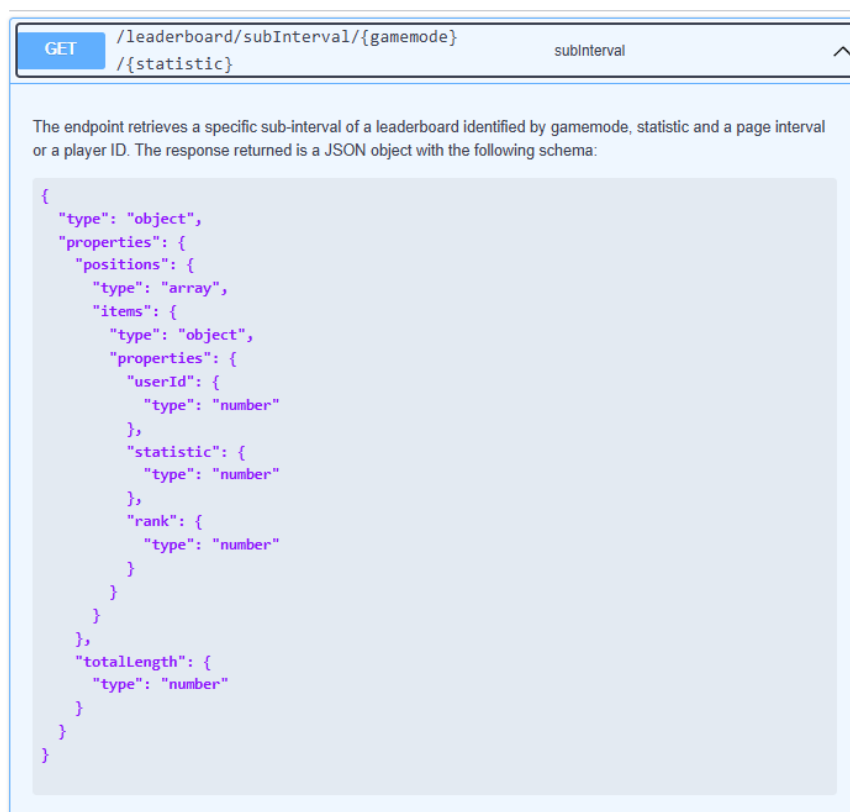 GET
/leaderboard/subInterval/{gamemode}
/{statistic}
subInterval
The endpoint retrieves a specific sub-interval of a leaderboard identified by gamemode, statistic and a page interval
or a player ID. The response returned is a JSON object with the following schema:
{
  "type": "object",
  "properties": {
    "positions": {
      "type": "array",
      "items": {
        "type": "object",
        "properties": {
          "userId": {
            "type": "number"
          },
          "statistic": {
            "type": "number"
          },
          "rank": {
            "type": "number"
          }
        }
      }
    },
    "totalLength": {
      "type": "number"
    }
  }
}